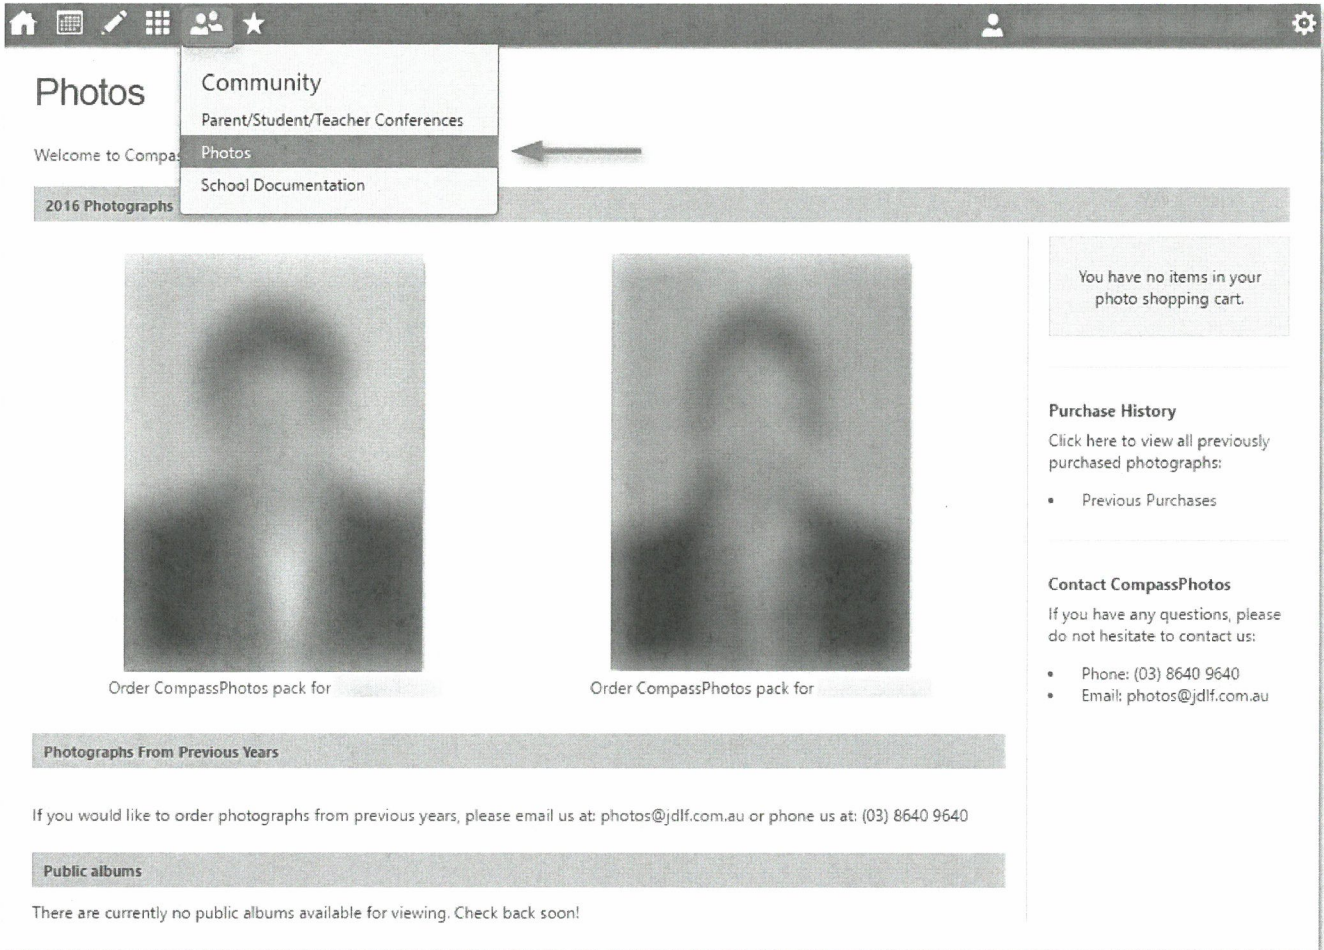 Photos
Community
Parent/Student/Teacher Conferences
Photos
School Documentation
Welcome to Compas
2016 Photographs
You have no items in your
photo shopping cart.
Purchase History
Click here to view all previously
purchased photographs:
• Previous Purchases
Contact CompassPhotos
If you have any questions, please
do not hesitate to contact us:
• Phone: (03) 8640 9640
• Email: photos@jdlf.com.au
Order CompassPhotos pack for
Order CompassPhotos pack for
Photographs From Previous Years
If you would like to order photographs from previous years, please email us at: photos@jdlf.com.au or phone us at: (03) 8640 9640
Public albums
There are currently no public albums available for viewing. Check back soon!